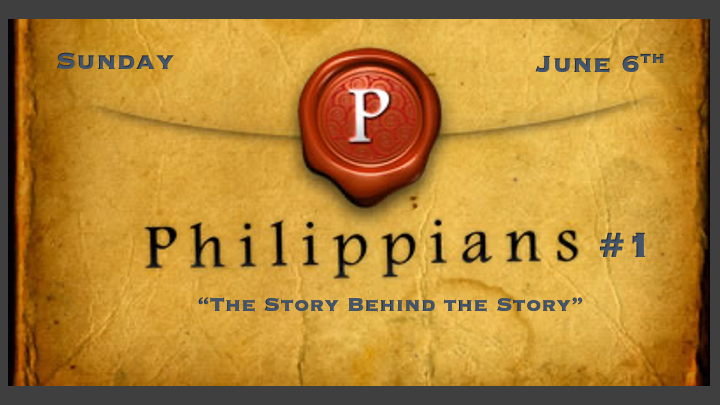 SUNDAY
JUNE 6TH
P
Philippians #1
“THE STORY BEHIND THE STORY”